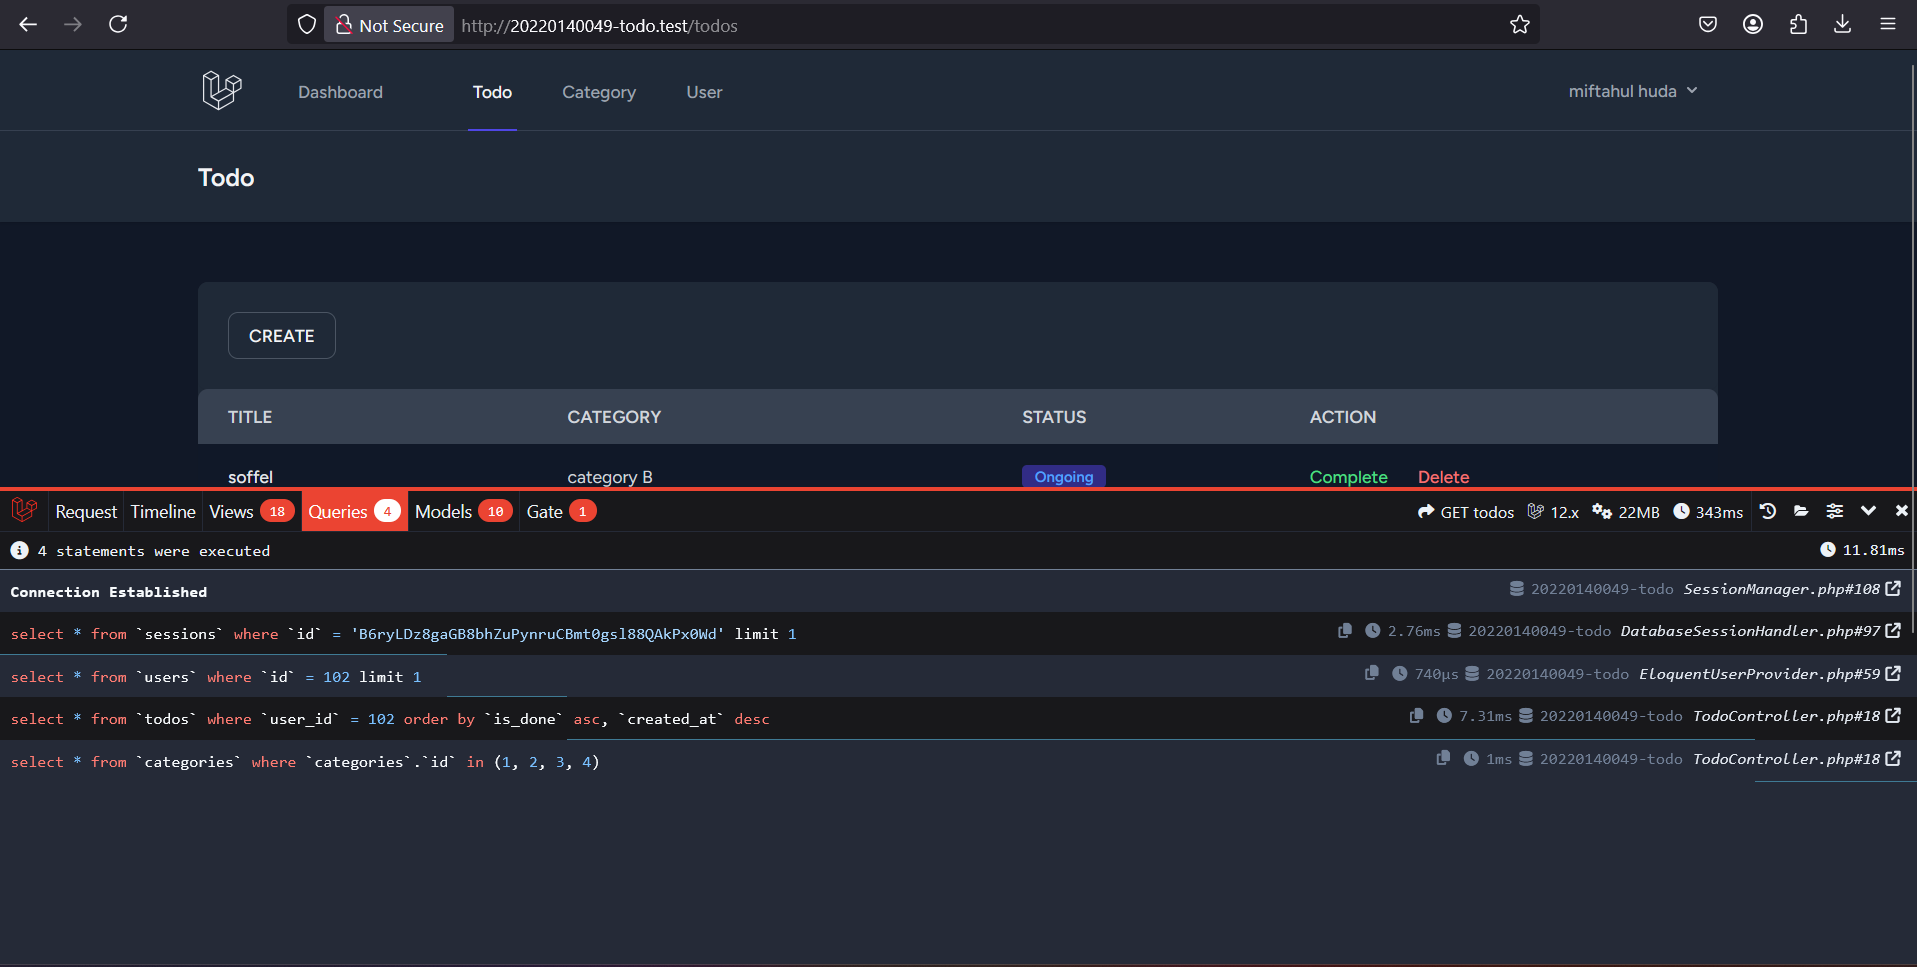 Not Secure http://20220140049-todo.test/todos
Dashboard Todo Category User miftahul huda
Todo
CREATE
TITLE CATEGORY STATUS ACTION
soffel category B Ongoing Complete Delete
Request Timeline Views 18 Queries 4 Models 10 Gate 1 GET todos 12.x 22MB 343ms
4 statements were executed 11.81ms
Connection Established 20220140049-todo SessionManager.php#108
select * from `sessions` where `id` = 'B6ryLDz8gaGB8bhZuPynruCBmt0gsl88QAkPx0Wd' limit 1 2.76ms 20220140049-todo DatabaseSessionHandler.php#97
select * from `users` where `id` = 102 limit 1 740μs 20220140049-todo EloquentUserProvider.php#59
select * from `todos` where `user_id` = 102 order by `is_done` asc, `created_at` desc 7.31ms 20220140049-todo TodoController.php#18
select * from `categories` where `categories`.`id` in (1, 2, 3, 4) 1ms 20220140049-todo TodoController.php#18